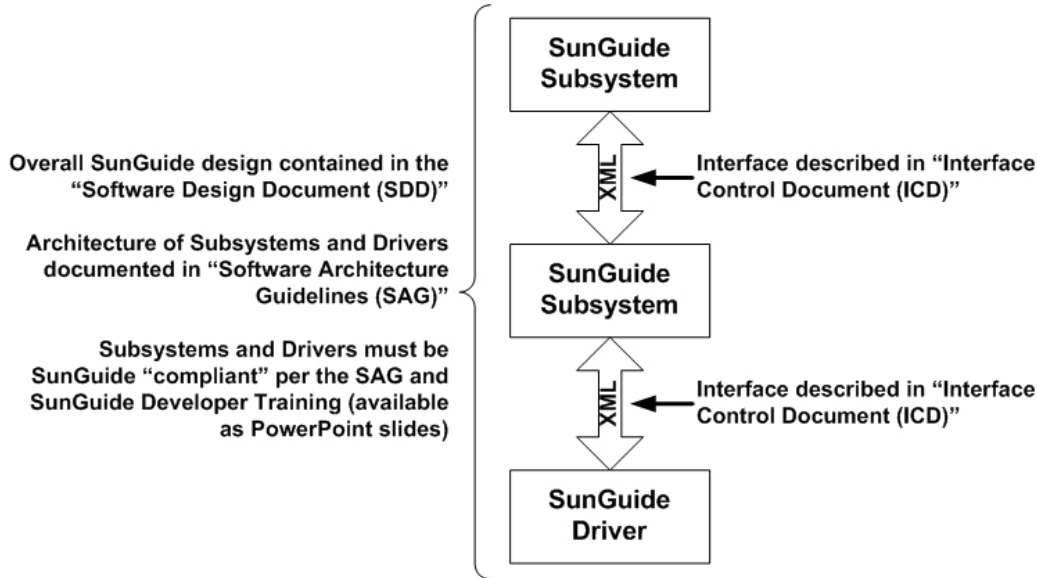 SunGuide
Subsystem
XML
Interface described in “Interface
Control Document (ICD)”
Overall SunGuide design contained in the
“Software Design Document (SDD)”
Architecture of Subsystems and Drivers
documented in “Software Architecture
Guidelines (SAG)”
Subsystems and Drivers must be
SunGuide “compliant” per the SAG and
SunGuide Developer Training (available
as PowerPoint slides)
SunGuide
Subsystem
XML
Interface described in “Interface
Control Document (ICD)”
SunGuide
Driver